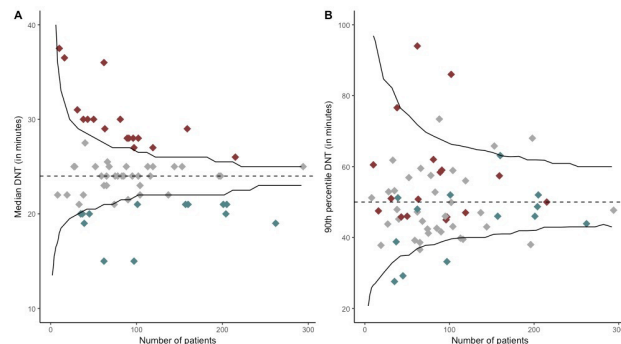 A
Median DNT (in minutes)
40
30
20
10
0
100
200
300
Number of patients
B
90th percentile DNT (in minutes)
100
80
60
40
20
0
100
200
30
Number of patients